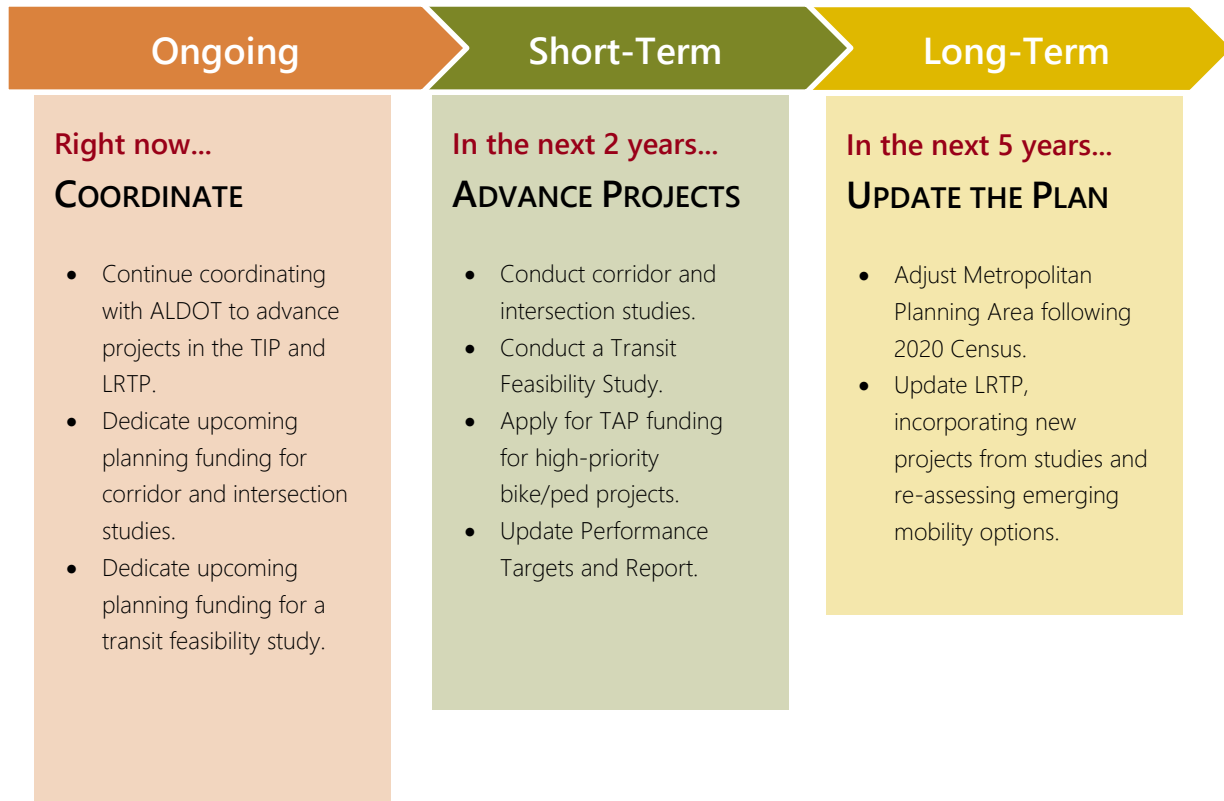 Ongoing
Short-Term
Long-Term
Right now...
COORDINATE
• Continue coordinating
with ALDOT to advance
projects in the TIP and
LRTP.
• Dedicate upcoming
planning funding for
corridor and intersection
studies.
• Dedicate upcoming
planning funding for a
transit feasibility study.
In the next 2 years...
ADVANCE PROJECTS
• Conduct corridor and
intersection studies.
• Conduct a Transit
Feasibility Study.
• Apply for TAP funding
for high-priority
bike/ped projects.
• Update Performance
Targets and Report.
In the next 5 years...
UPDATE THE PLAN
• Adjust Metropolitan
Planning Area following
2020 Census.
• Update LRTP,
incorporating new
projects from studies and
re-assessing emerging
mobility options.